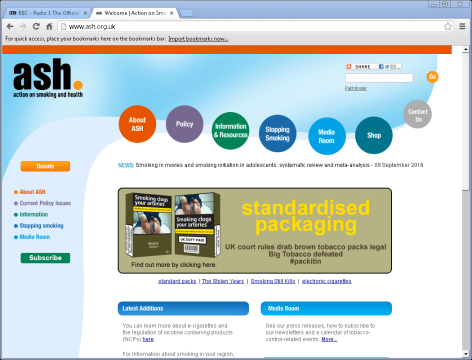 BBC - Radio 1 The Official
Welcome | Action on Smo
www.ash.org.uk
For quick access, place your bookmarks here on the bookmarks bar. Import bookmarks now...
ash.
action on smoking and health
SHARE
Go
Pathfinder
About ASH
Policy
Information & Resources
Stopping Smoking
Media Room
Shop
Contact Us
Donate
NEWS: Smoking in movies and smoking initiation in adolescents: systematic review and meta-analysis - 09 September 2016
About ASH
Current Policy Issues
Information
Stopping smoking
Media Room
Subscribe
Smoking clogs your arteries
Smoking clogs your arteries
UK DUTY PAID
Find out more by clicking here.
standardised
packaging
UK court rules drab brown tobacco packs legal
Big Tobacco defeated
#packitin
standard packs | The Stolen Years | Smoking Still Kills | electronic cigarettes
Latest Additions
Media Room
You can learn more about e-cigarettes and
the regulation of nicotine containing products
(NCPs) here
For information about smoking in your region,
See our press releases, how to subscribe to
our newsletters and a calendar of tobacco-
control-related events. More...